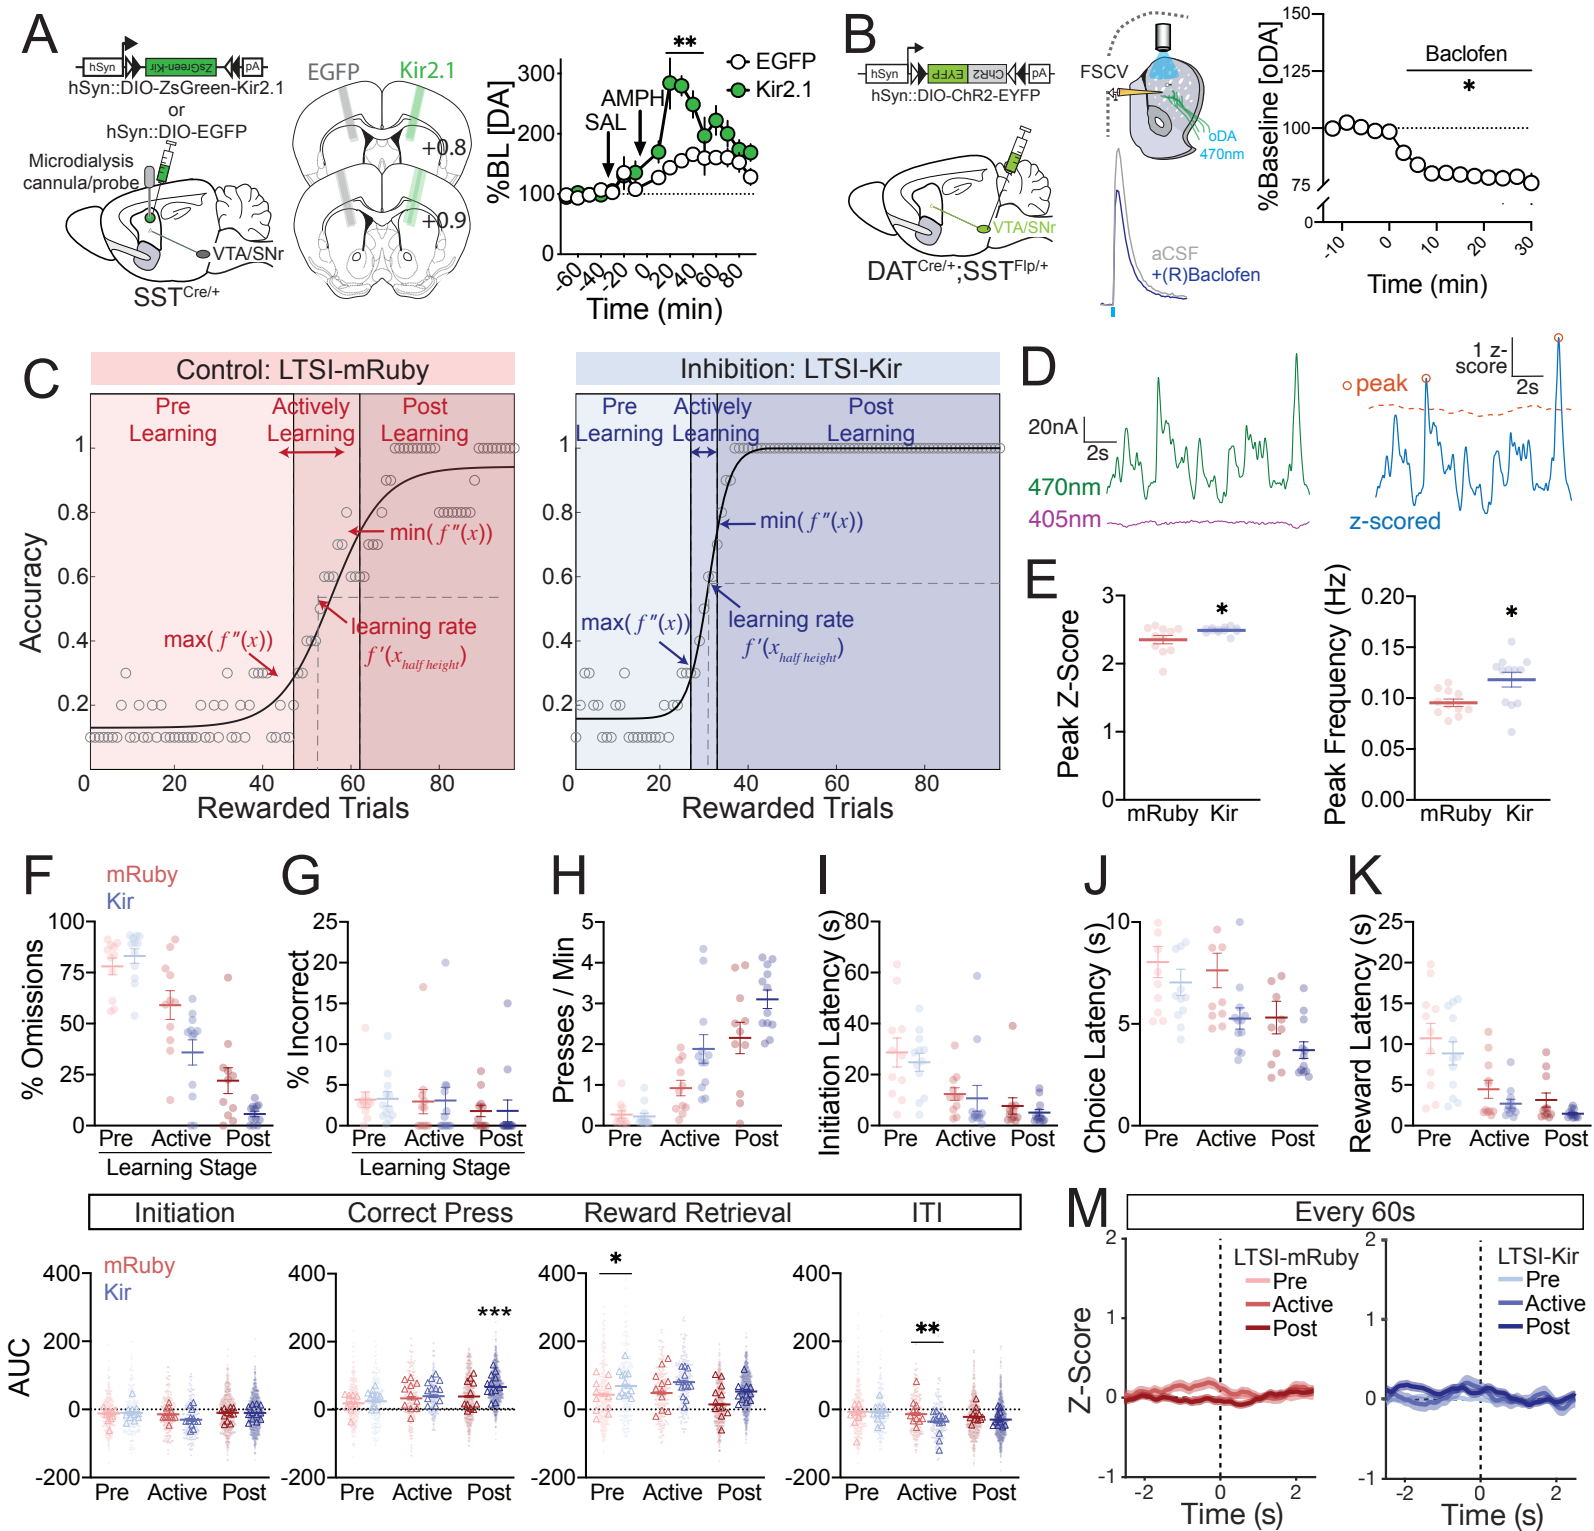 A
hSyn
ZsGreen-Kir
pA
hSyn::DIO-ZsGreen-Kir2.1
or
hSyn::DIO-EGFP
Microdialysis
cannula/probe
VTA/SNr
SSTCre/+
EGFP Kir2.1
+0.8
+0.9
%BL [DA]
300
200
100
0
**
EGFP
Kir2.1
AMPH
SAL
-60 -40 -20 0 20 40 60 80
Time (min)
B
hSyn
EYFP
ChR2
pA
hSyn::DIO-ChR2-EYFP
VTA/SNr
DATCre/+;SSTFlp/+
FSCV
oDA
470nm
aCSF
+(R)Baclofen
%Baseline [oDA]
150
125
100
75
0
Baclofen
*
-10 0 10 20 30
Time (min)
C
Control: LTSI-mRuby
Pre
Learning
Actively
Learning
Post
Learning
min(f″(x))
max(f″(x))
learning rate
f′(xhalf height)
Accuracy
1
0.8
0.6
0.4
0.2
0 20 40 60 80
Rewarded Trials
Inhibition: LTSI-Kir
Pre
Learning
Actively
Learning
Post
Learning
min(f″(x))
max(f″(x))
learning rate
f′(xhalf height)
1
0.8
0.6
0.4
0.2
0 20 40 60 80
Rewarded Trials
D
20nA
2s
470nm
405nm
peak
1 z-
score
2s
z-scored
E
Peak Z-Score
3
2
1
0
*
mRuby Kir
Peak Frequency (Hz)
0.20
0.15
0.10
0.05
0.00
*
mRuby Kir
F
mRuby
Kir
% Omissions
100
75
50
25
0
Pre Active Post
Learning Stage
G
% Incorrect
25
20
15
10
5
0
Pre Active Post
Learning Stage
H
Presses / Min
5
4
3
2
1
0
Pre Active Post
I
Initiation Latency (s)
80
60
40
20
0
Pre Active Post
J
Choice Latency (s)
10
5
0
Pre Active Post
K
Reward Latency (s)
25
20
15
10
5
0
Pre Active Post
Initiation Correct Press Reward Retrieval ITI
mRuby
Kir
AUC
400
200
0
-200
Pre Active Post
400
200
0
-200
***
Pre Active Post
400
200
0
-200
*
Pre Active Post
400
200
0
-200
**
Pre Active Post
M
Every 60s
Z-Score
2
1
0
-1
LTSI-mRuby
Pre
Active
Post
-2 0 2
Time (s)
2
1
0
-1
LTSI-Kir
Pre
Active
Post
-2 0 2
Time (s)